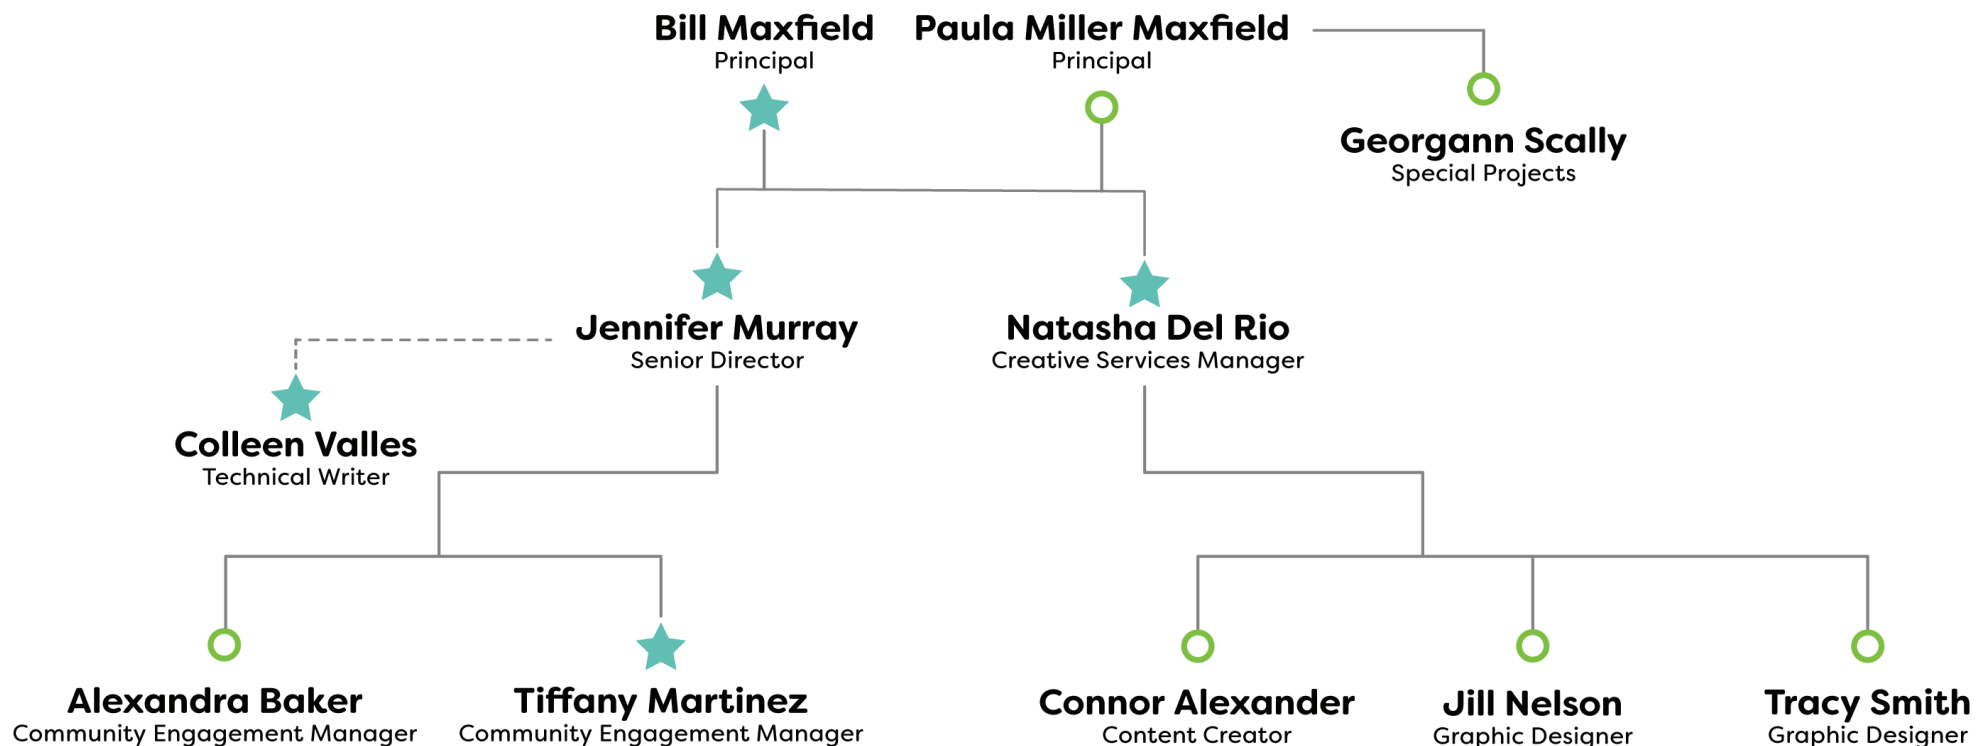 Bill Maxfield
Principal
Paula Miller Maxfield
Principal
Georgann Scally
Special Projects
Jennifer Murray
Senior Director
Natasha Del Rio
Creative Services Manager
Colleen Valles
Technical Writer
Alexandra Baker
Community Engagement Manager
Tiffany Martinez
Community Engagement Manager
Connor Alexander
Content Creator
Jill Nelson
Graphic Designer
Tracy Smith
Graphic Designer